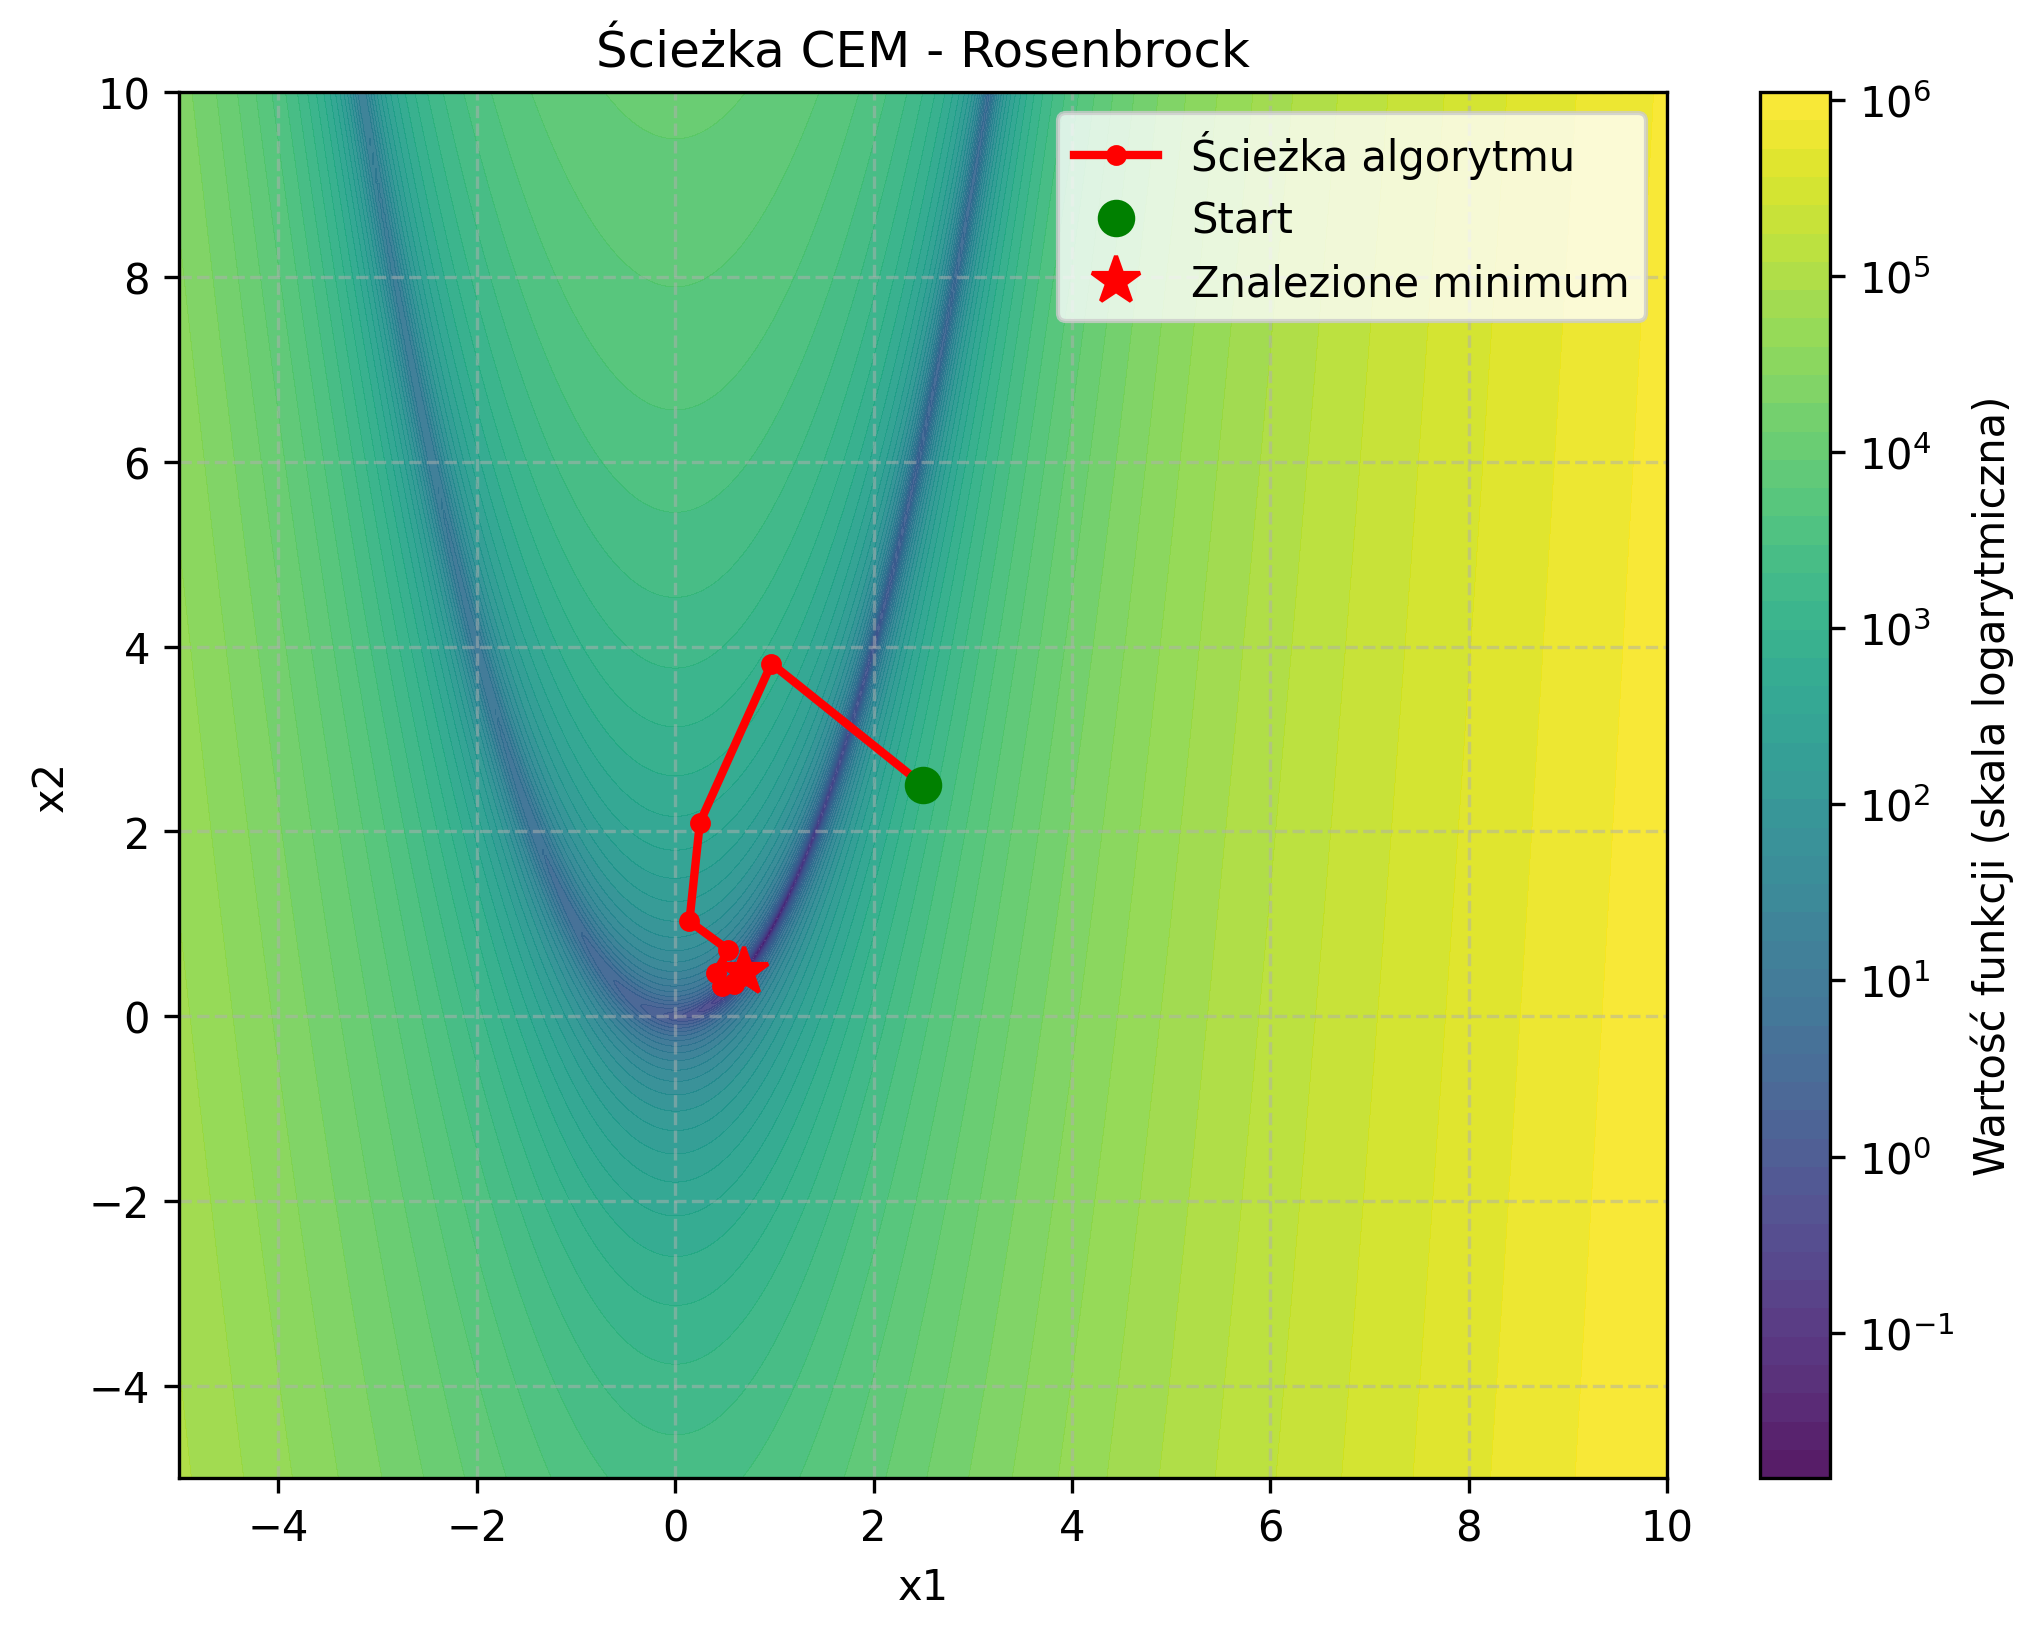 Ścieżka CEM - Rosenbrock
10
8
6
4
2
0
−2
−4
x2
−4 −2 0 2 4 6 8 10
x1
Ścieżka algorytmu
Start
Znalezione minimum
10⁶
10⁵
10⁴
10³
10²
10¹
10⁰
10⁻¹
Wartość funkcji (skala logarytmiczna)